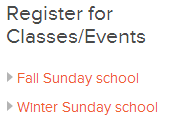 Register for
Classes/Events
Fall Sunday school
Winter Sunday school